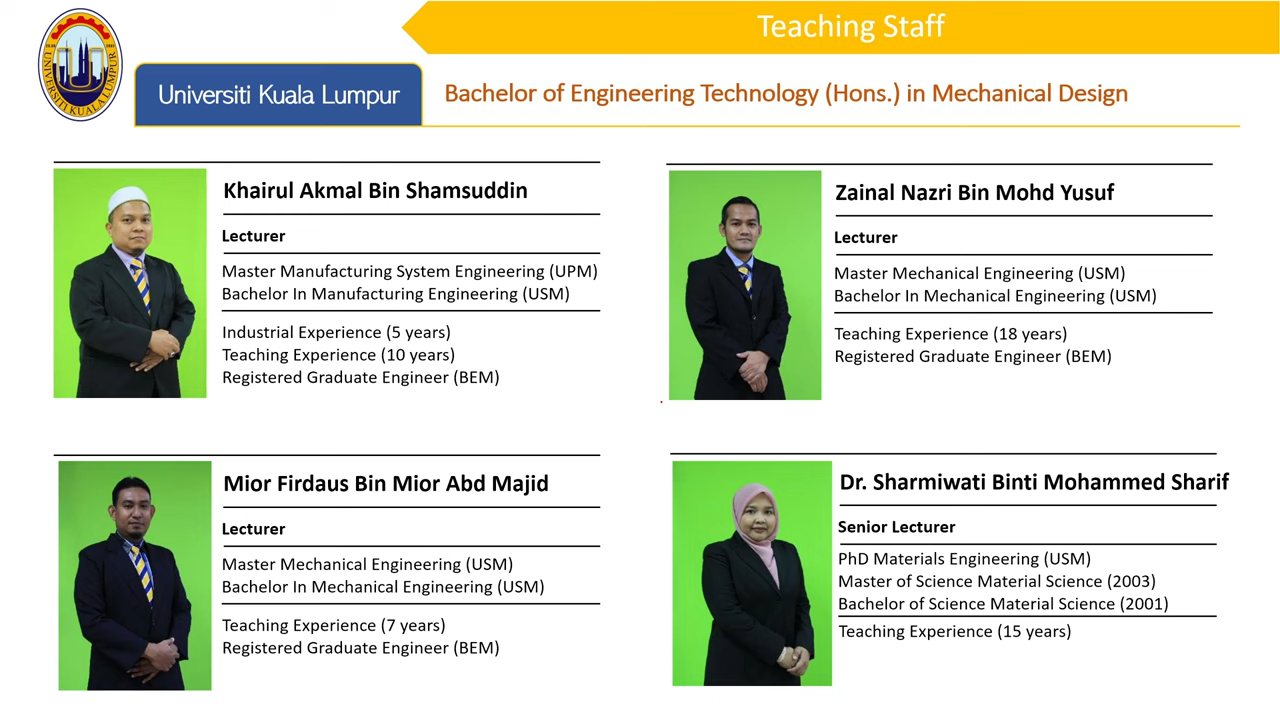 Teaching Staff
UNIVERSITI KUALA LUMPUR
Universiti Kuala Lumpur
Bachelor of Engineering Technology (Hons.) in Mechanical Design
Khairul Akmal Bin Shamsuddin
Lecturer
Master Manufacturing System Engineering (UPM)
Bachelor In Manufacturing Engineering (USM)
Industrial Experience (5 years)
Teaching Experience (10 years)
Registered Graduate Engineer (BEM)
Zainal Nazri Bin Mohd Yusuf
Lecturer
Master Mechanical Engineering (USM)
Bachelor In Mechanical Engineering (USM)
Teaching Experience (18 years)
Registered Graduate Engineer (BEM)
Mior Firdaus Bin Mior Abd Majid
Lecturer
Master Mechanical Engineering (USM)
Bachelor In Mechanical Engineering (USM)
Teaching Experience (7 years)
Registered Graduate Engineer (BEM)
Dr. Sharmiwati Binti Mohammed Sharif
Senior Lecturer
PhD Materials Engineering (USM)
Master of Science Material Science (2003)
Bachelor of Science Material Science (2001)
Teaching Experience (15 years)